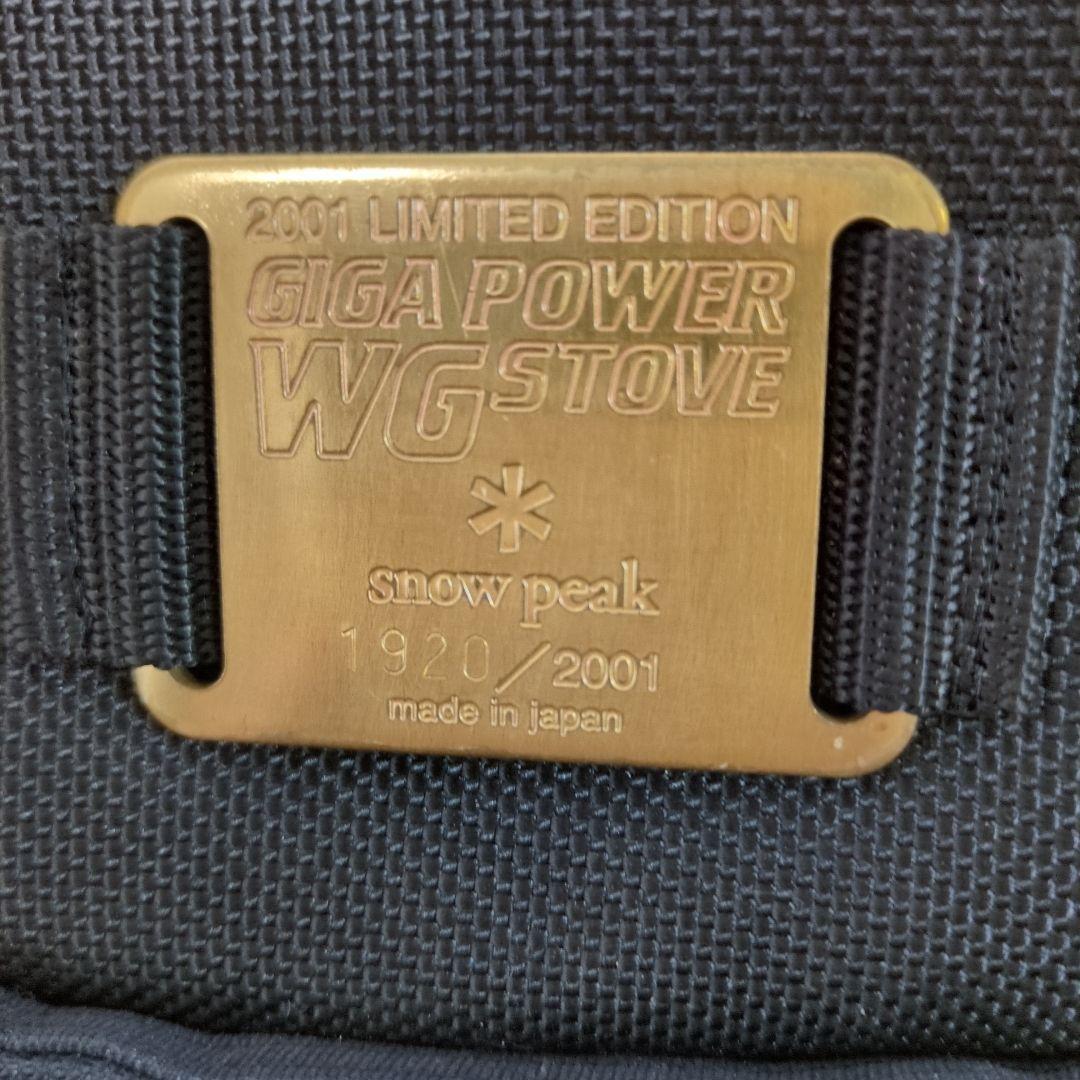 2001 LIMITED EDITION
GIGA POWER
WG STOVE
snow peak
1920/2001
made in japan